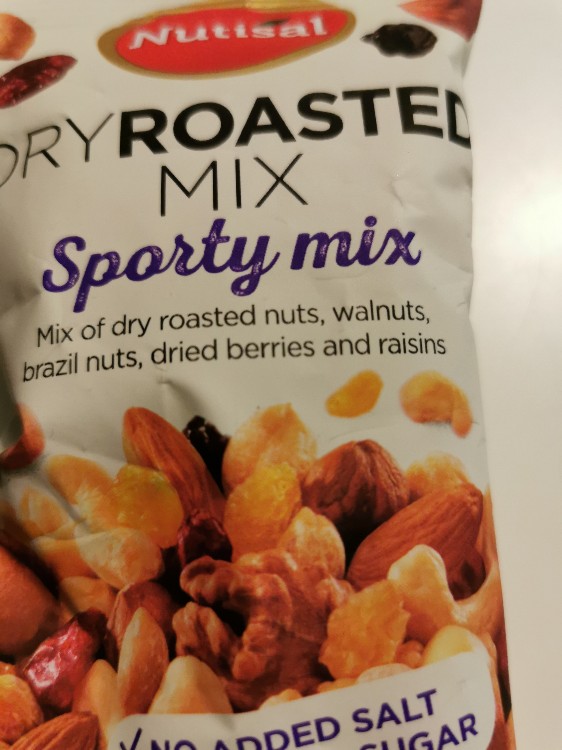 Nutisal
DRYROASTED
MIX
Sporty mix
Mix of dry roasted nuts, walnuts,
brazil nuts, dried berries and raisins
NO ADDED SALT
SUGAR